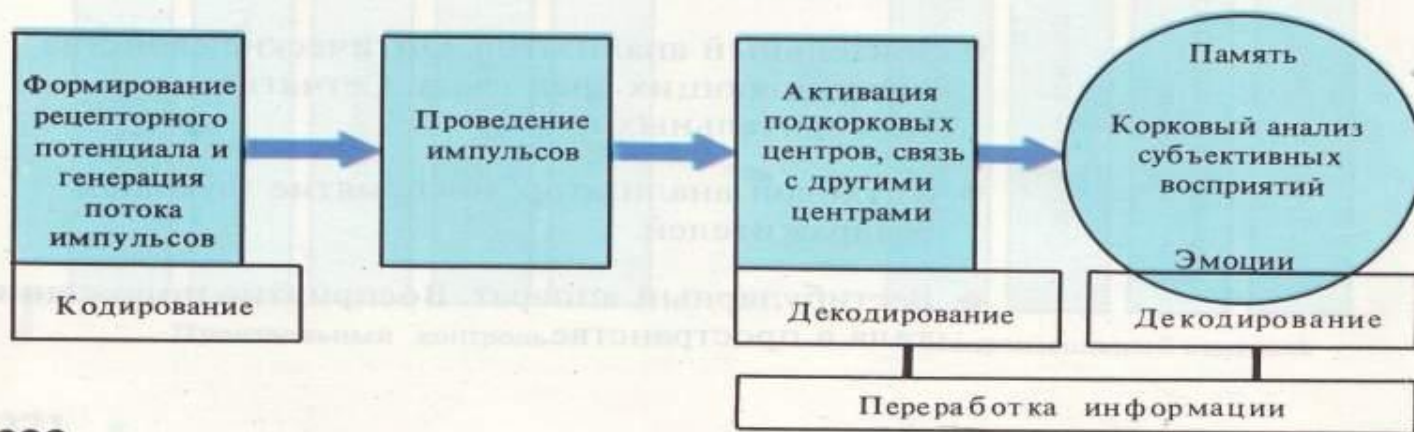 Формирование
рецепторного
потенциала и
генерация
потока
импульсов
Кодирование
Проведение
импульсов
Активация
подкорковых
центров, связь
с другими
центрами
Декодирование
Память
Корковый анализ
субъективных
восприятий
Эмоции
Декодирование
Переработка информации